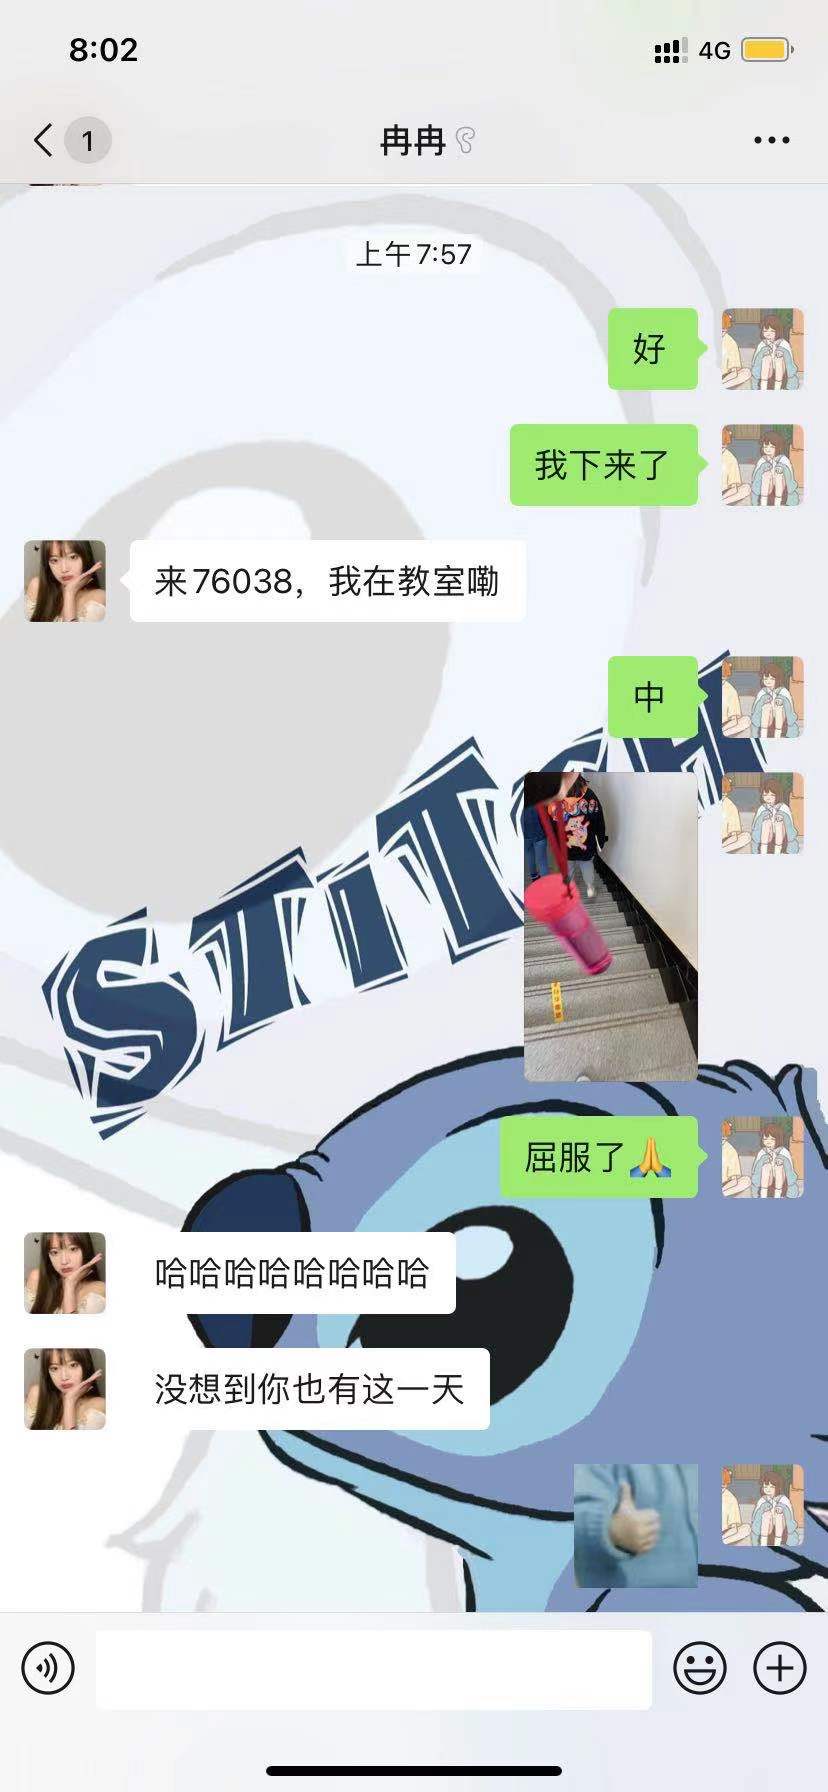 8:02
4G
1
冉冉
上午7:57
好
我下来了
来76038，我在教室嘞
中
STITCH
屈服了🙏
哈哈哈哈哈哈哈哈
没想到你也有这一天